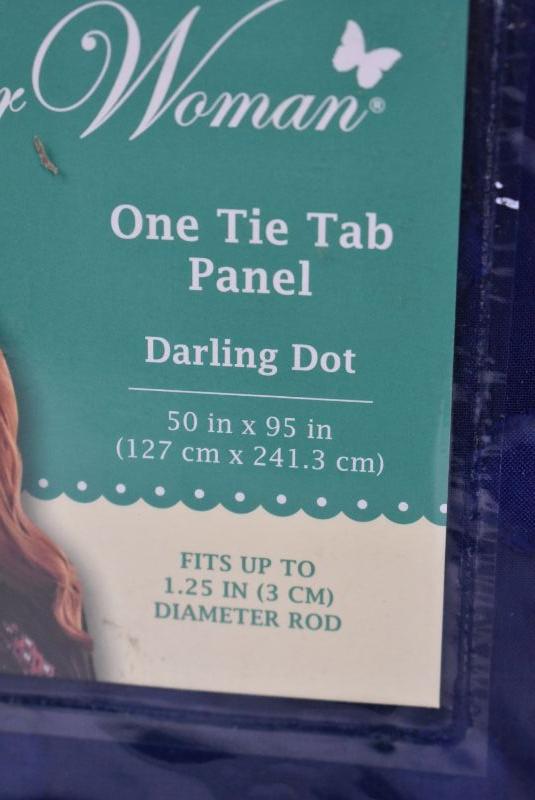 Woman®
One Tie Tab
Panel
Darling Dot
50 in x 95 in
(127 cm x 241.3 cm)
FITS UP TO
1.25 IN (3 CM)
DIAMETER ROD